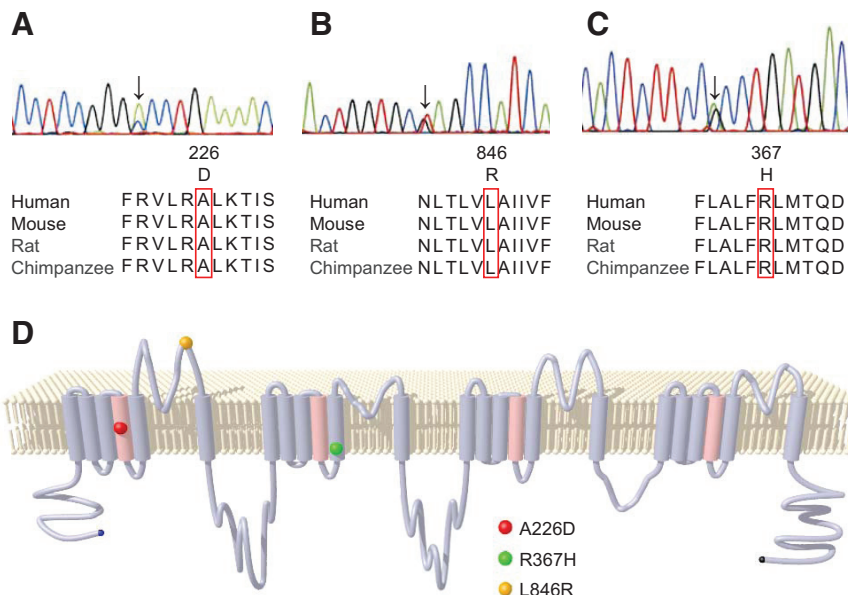 A
226
D
Human FRVLRALKTIS
Mouse FRVLRALKTIS
Rat FRVLRALKTIS
Chimpanzee FRVLRALKTIS
B
846
R
Human NLTLVLAIIVF
Mouse NLTLVLAIIVF
Rat NLTLVLAIIVF
Chimpanzee NLTLVLAIIVF
C
367
H
Human FLALFRLMTQD
Mouse FLALFRLMTQD
Rat FLALFRLMTQD
Chimpanzee FLALFRLMTQD
D
A226D
R367H
L846R